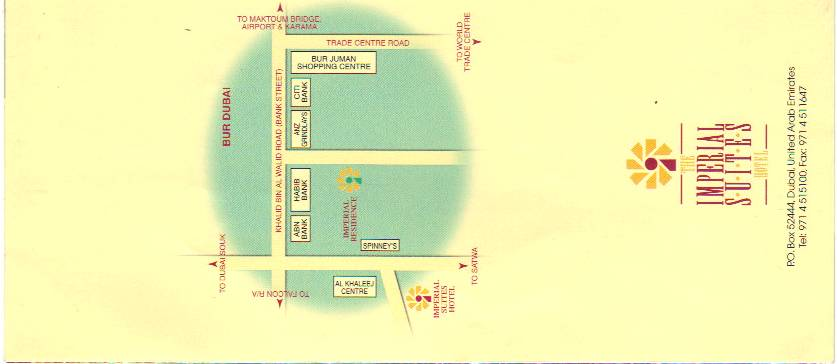 TO MAKTOUM BRIDGE,
AIRPORT & KARAMA
TRADE CENTRE ROAD
TO WORLD
TRADE CENTRE
BUR JUMAN
SHOPPING CENTRE
CITI
BANK
ANZ
GRINDLAYS
BUR DUBAI
KHALID BIN AL WALID ROAD (BANK STREET)
HABIB
BANK
ABN
BANK
IMPERIAL
RESIDENCE
SPINNEY'S
TO DUBAI SOUK
TO SATWA
TO FALCON R/A
AL KHALEEJ
CENTRE
IMPERIAL
SUITES
HOTEL
THE
IMPERIAL
S·U·I·T·E·S
HOTEL
P.O. Box 52444, Dubai, United Arab Emirates
Tel: 971 4 515100, Fax: 971 4 511647